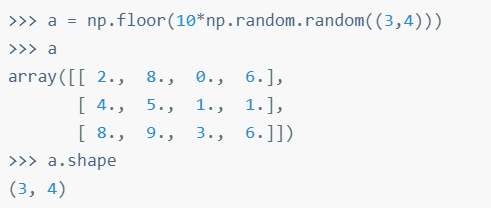 >>> a = np.floor(10*np.random.random((3,4)))
>>> a
array([[ 2.,  8.,  0.,  6.],
       [ 4.,  5.,  1.,  1.],
       [ 8.,  9.,  3.,  6.]])
>>> a.shape
(3, 4)